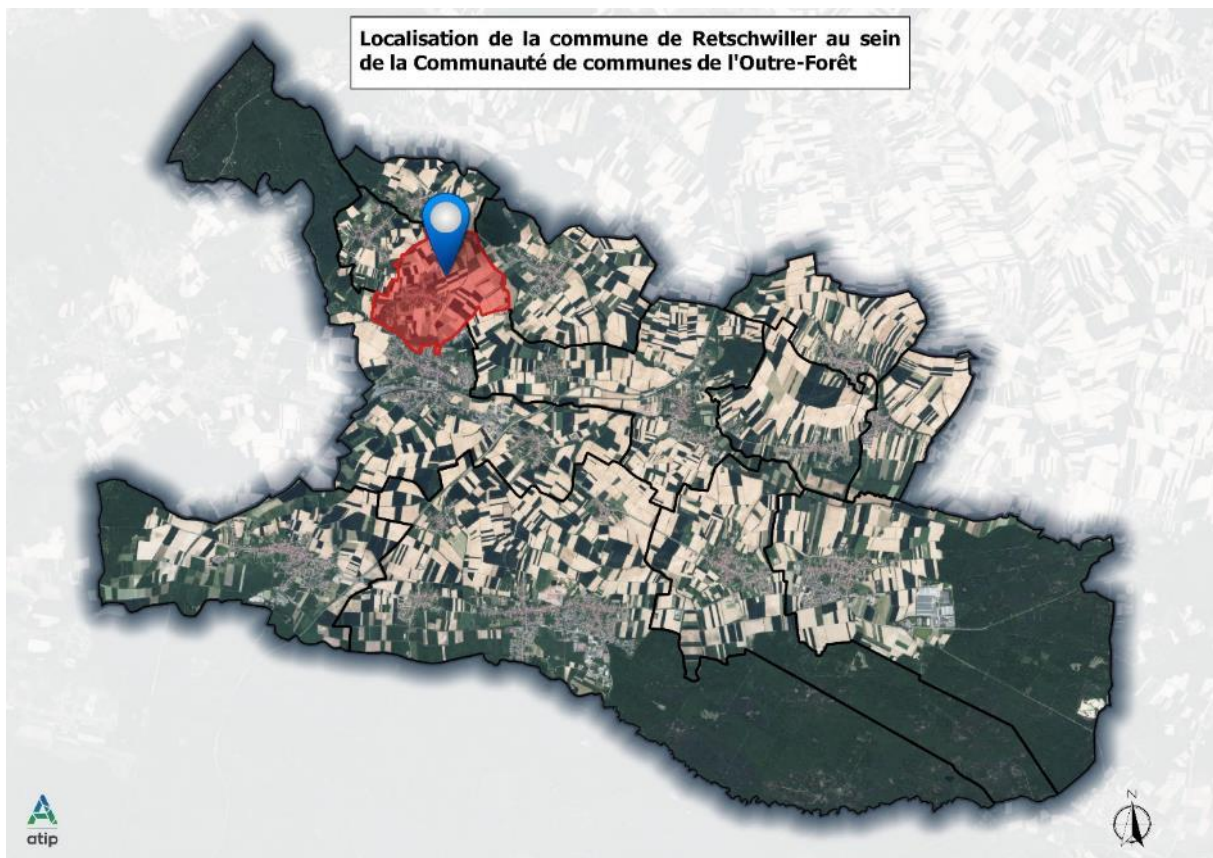 Localisation de la commune de Retschwiller au sein
de la Communauté de communes de l'Outre-Forêt
atip
N